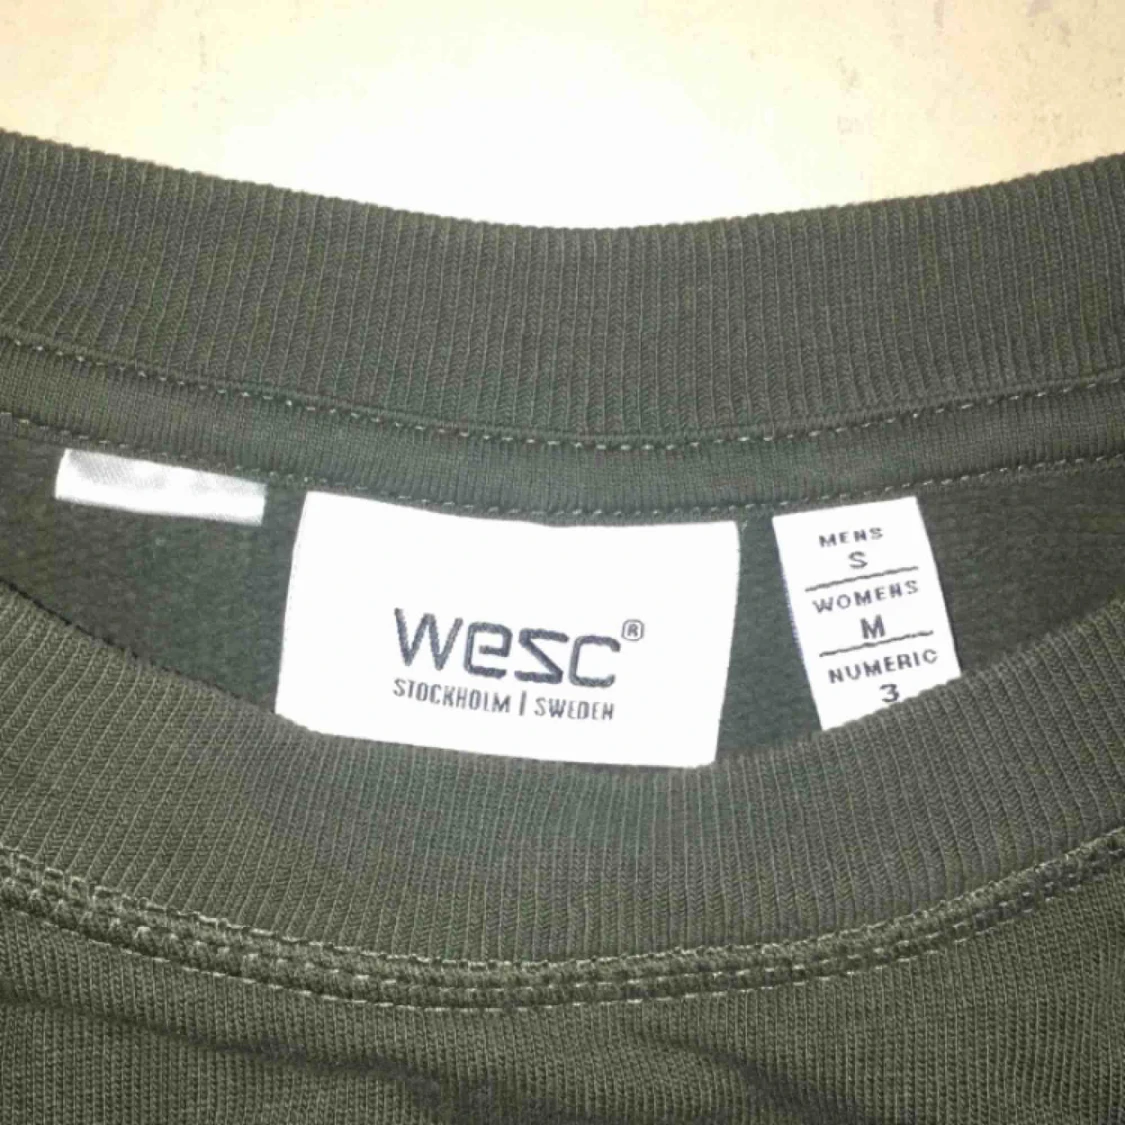 wesc®
STOCKHOLM | SWEDEN
MENS
S
WOMENS
M
NUMERIC
3